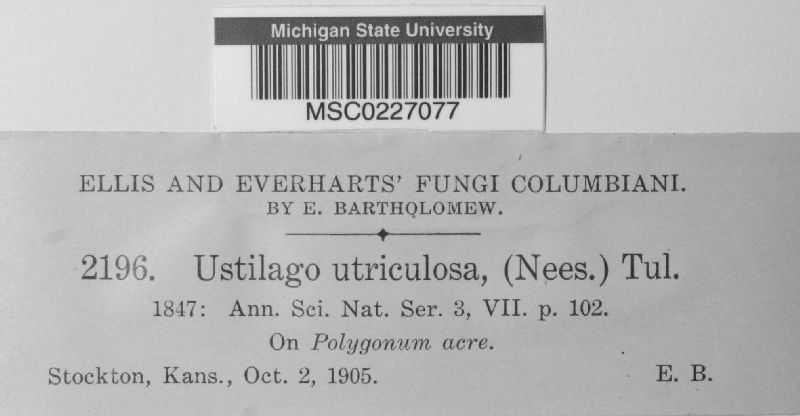 Michigan State University
MSC0227077
ELLIS AND EVERHARTS' FUNGI COLUMBIANI.
BY E. BARTHOLOMEW.
2196. Ustilago utriculosa, (Nees.) Tul.
1847: Ann. Sci. Nat. Ser. 3, VII. p. 102.
On Polygonum acre.
Stockton, Kans., Oct. 2, 1905. E. B.